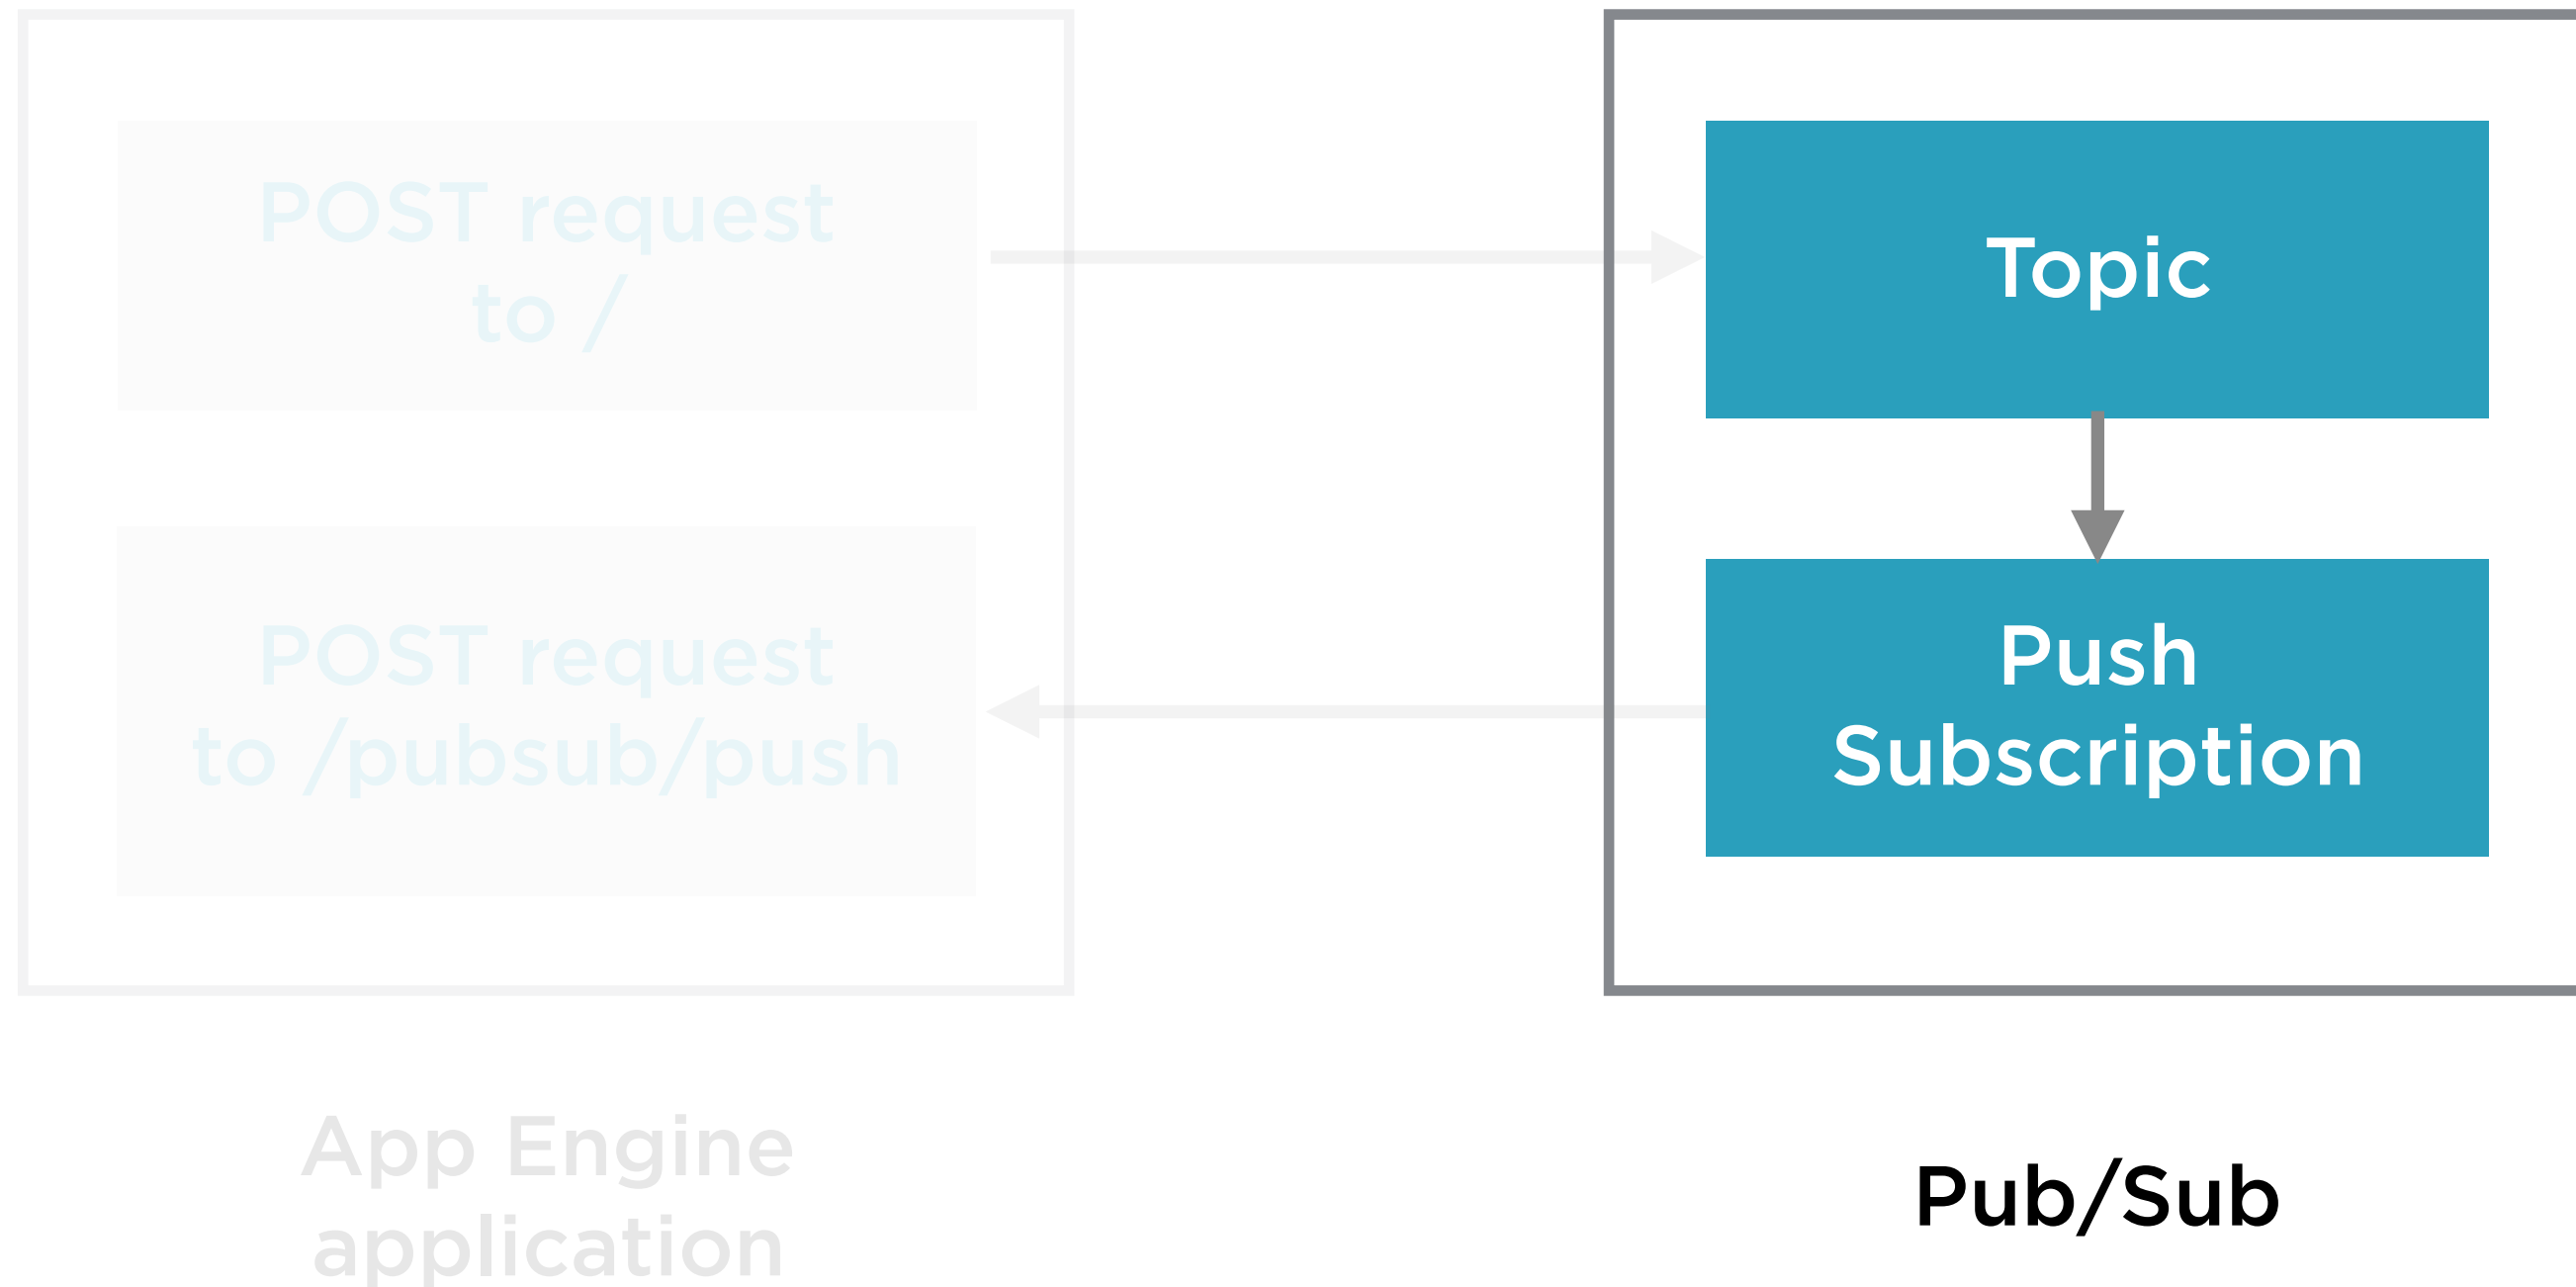 POST request
to /
POST request
to /pubsub/push
App Engine
application
Topic
Push
Subscription
Pub/Sub